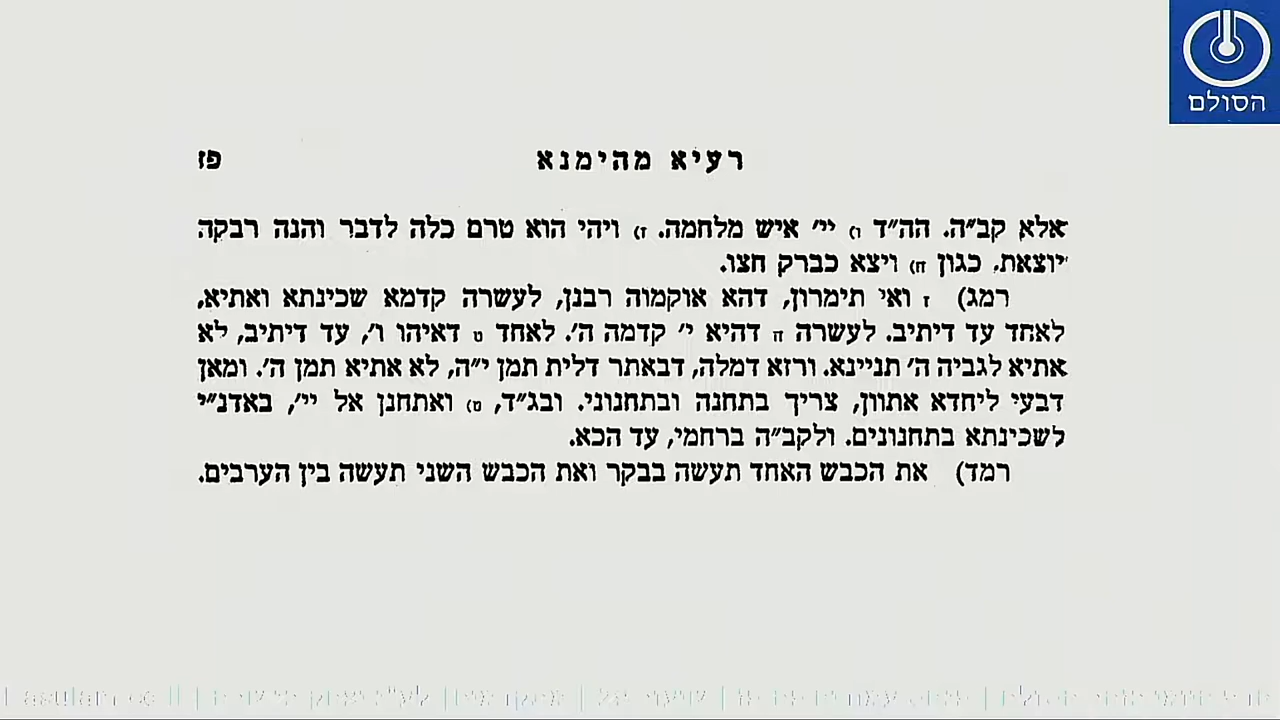 הסולם
רעיא מהימנא
פז
אלא קב״ה. הה״ד ו) יי׳ איש מלחמה. ז) ויהי הוא טרם כלה לדבר והנה רבקה
יוצאת. כגון ח) ויצא כברק חצו.
רמג) ז ואי תימרון, דהא אוקמוה רבנן, לעשרה קדמא שכינתא ואתיא,
לאחד עד דיתיב. לעשרה ח דהיא י׳ קדמה ה׳. לאחד ט דאיהו ו׳, עד דיתיב, לא
אתיא לגביה ה׳ תניינא. ורזא דמלה, דבאתר דלית תמן י״ה, לא אתיא תמן ה׳. ומאן
דבעי ליחדא אתוון, צריך בתחנה ובתחנוני. ובג״ד, ט) ואתחנן אל יי׳, באדנ״י
לשכינתא בתחנונים. ולקב״ה ברחמי, עד הכא.
רמד) את הכבש האחד תעשה בבקר ואת הכבש השני תעשה בין הערבים.